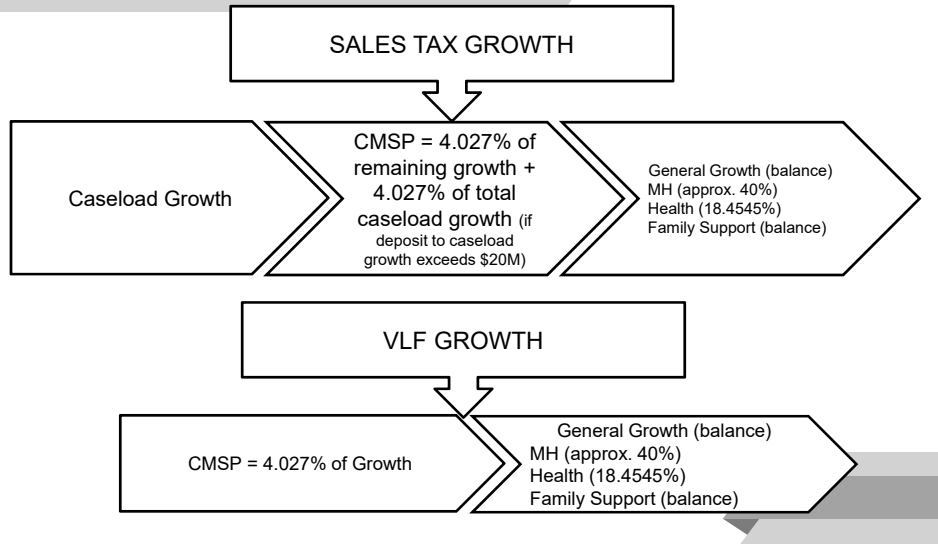 SALES TAX GROWTH
Caseload Growth
CMSP = 4.027% of
remaining growth +
4.027% of total
caseload growth (if
deposit to caseload
growth exceeds $20M)
General Growth (balance)
MH (approx. 40%)
Health (18.4545%)
Family Support (balance)
VLF GROWTH
CMSP = 4.027% of Growth
General Growth (balance)
MH (approx. 40%)
Health (18.4545%)
Family Support (balance)